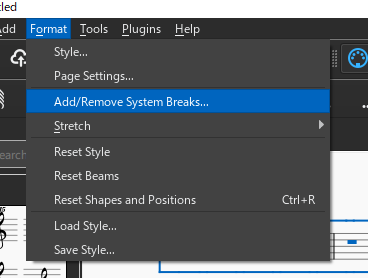 tled
Add Format Tools Plugins Help
Style...
Page Settings...
Add/Remove System Breaks...
Stretch
Search
Reset Style
Reset Beams
Reset Shapes and Positions Ctrl+R
Load Style...
Save Style...